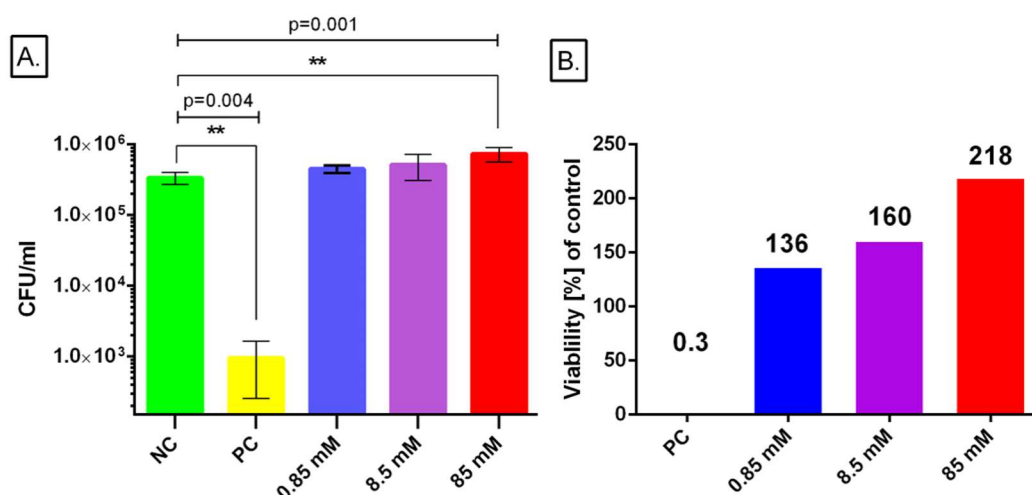 A.
p=0.001
**
p=0.004
**
CFU/ml
1.0×10⁶
1.0×10⁵
1.0×10⁴
1.0×10³
NC
PC
0.85 mM
8.5 mM
85 mM
B.
Viablility [%] of control
250
200
150
100
50
0
0.3
136
160
218
PC
0.85 mM
8.5 mM
85 mM